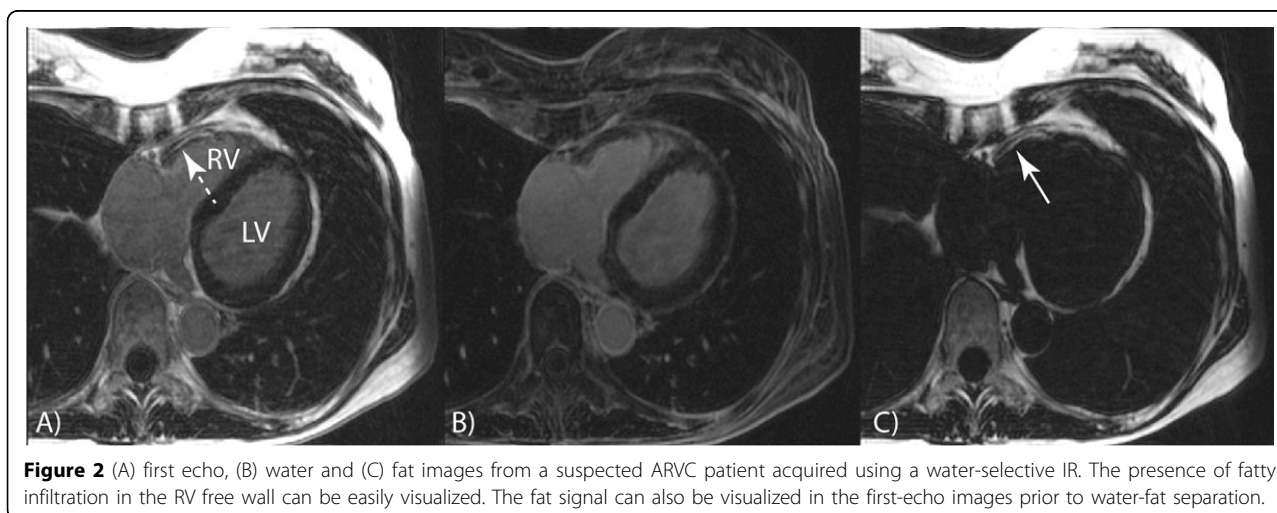 RV
LV
A)
B)
C)
Figure 2 (A) first echo, (B) water and (C) fat images from a suspected ARVC patient acquired using a water-selective IR. The presence of fatty
infiltration in the RV free wall can be easily visualized. The fat signal can also be visualized in the first-echo images prior to water-fat separation.